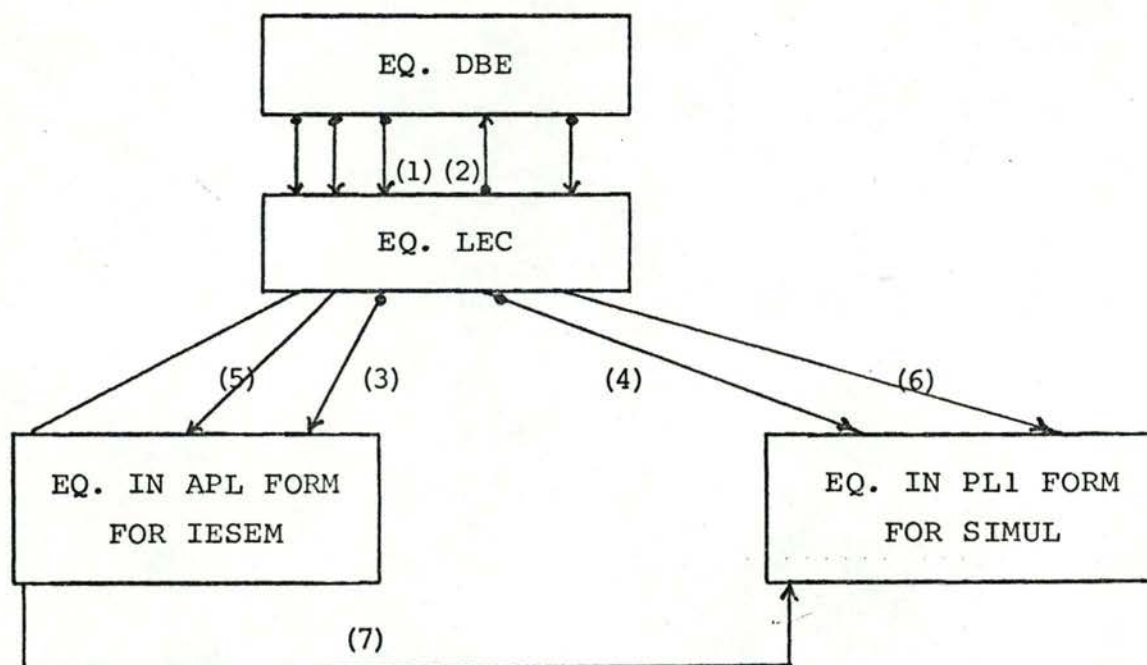 EQ. DBE
(1) (2)
EQ. LEC
(5) (3) (4) (6)
EQ. IN APL FORM
FOR IESEM
EQ. IN PL1 FORM
FOR SIMUL
(7)